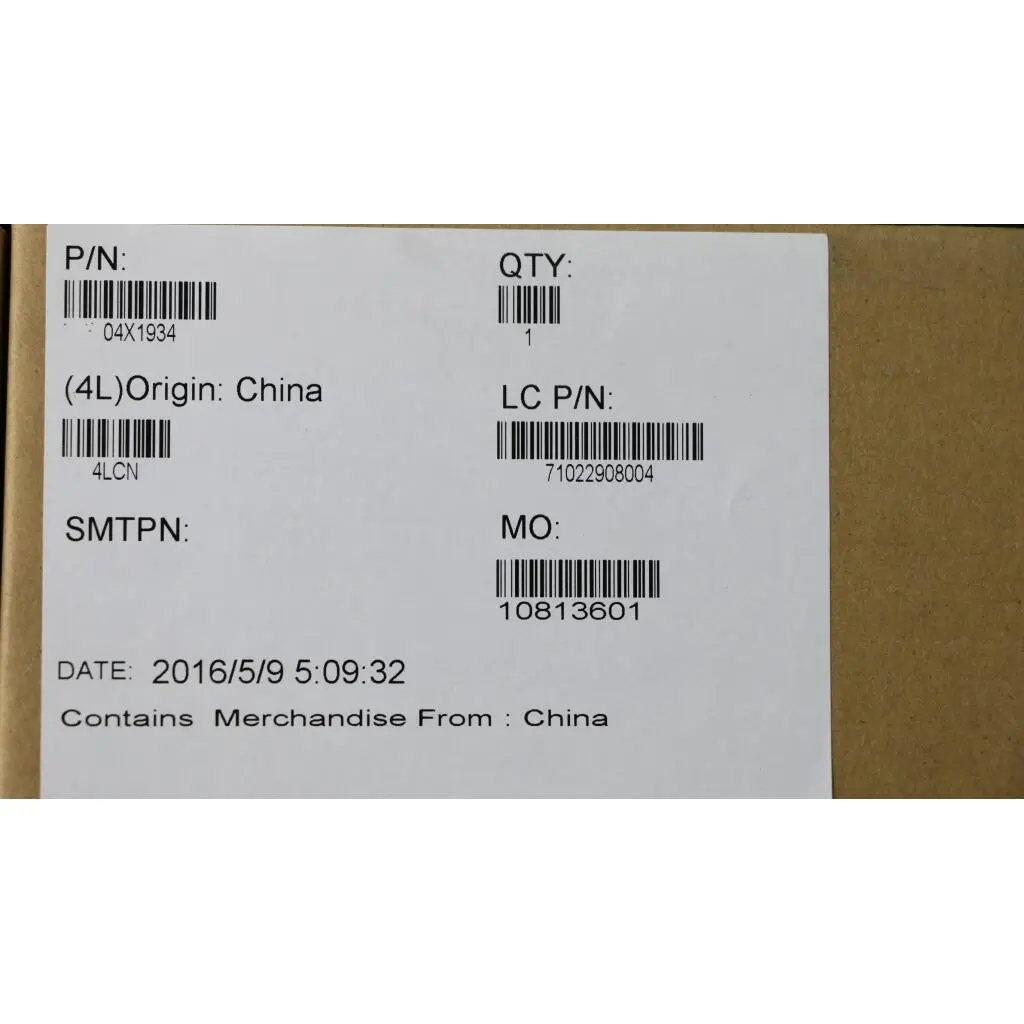 P/N:
04X1934
QTY:
1
(4L)Origin: China
4LCN
LC P/N:
71022908004
SMTPN:
MO:
10813601
DATE: 2016/5/9 5:09:32
Contains Merchandise From : China